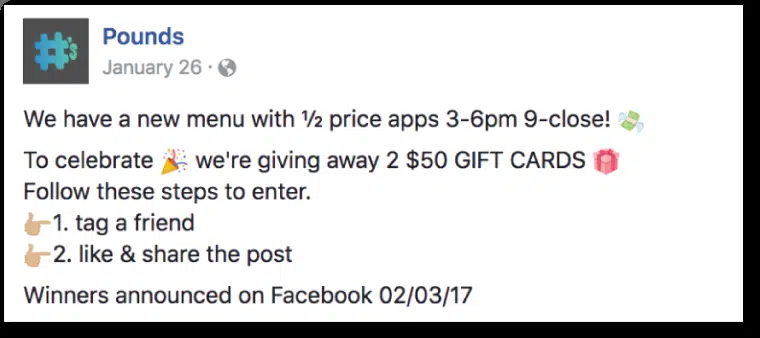 #'s
Pounds
January 26 ·
We have a new menu with ½ price apps 3-6pm 9-close! 💸
To celebrate 🎉 we're giving away 2 $50 GIFT CARDS 🎁
Follow these steps to enter.
👉🏼1. tag a friend
👉🏼2. like & share the post
Winners announced on Facebook 02/03/17